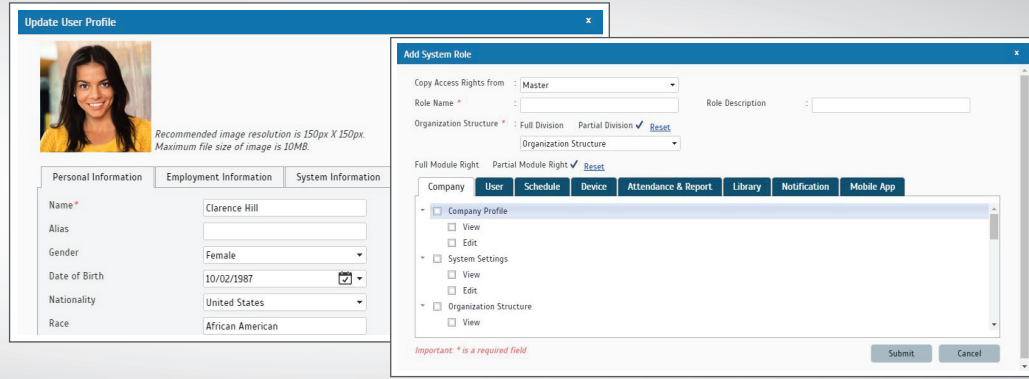 Update User Profile x
Recommended image resolution is 150px X 150px.
Maximum file size of image is 10MB.
Personal Information Employment Information System Information
Name* Clarence Hill
Alias
Gender Female
Date of Birth 10/02/1987
Nationality United States
Race African American
Add System Role x
Copy Access Rights from : Master
Role Name * : Role Description :
Organization Structure * : Full Division Partial Division ✓ Reset
Organization Structure
Full Module Right Partial Module Right ✓ Reset
Company User Schedule Device Attendance & Report Library Notification Mobile App
Company Profile
View
Edit
System Settings
View
Edit
Organization Structure
View
Important: * is a required field
Submit Cancel